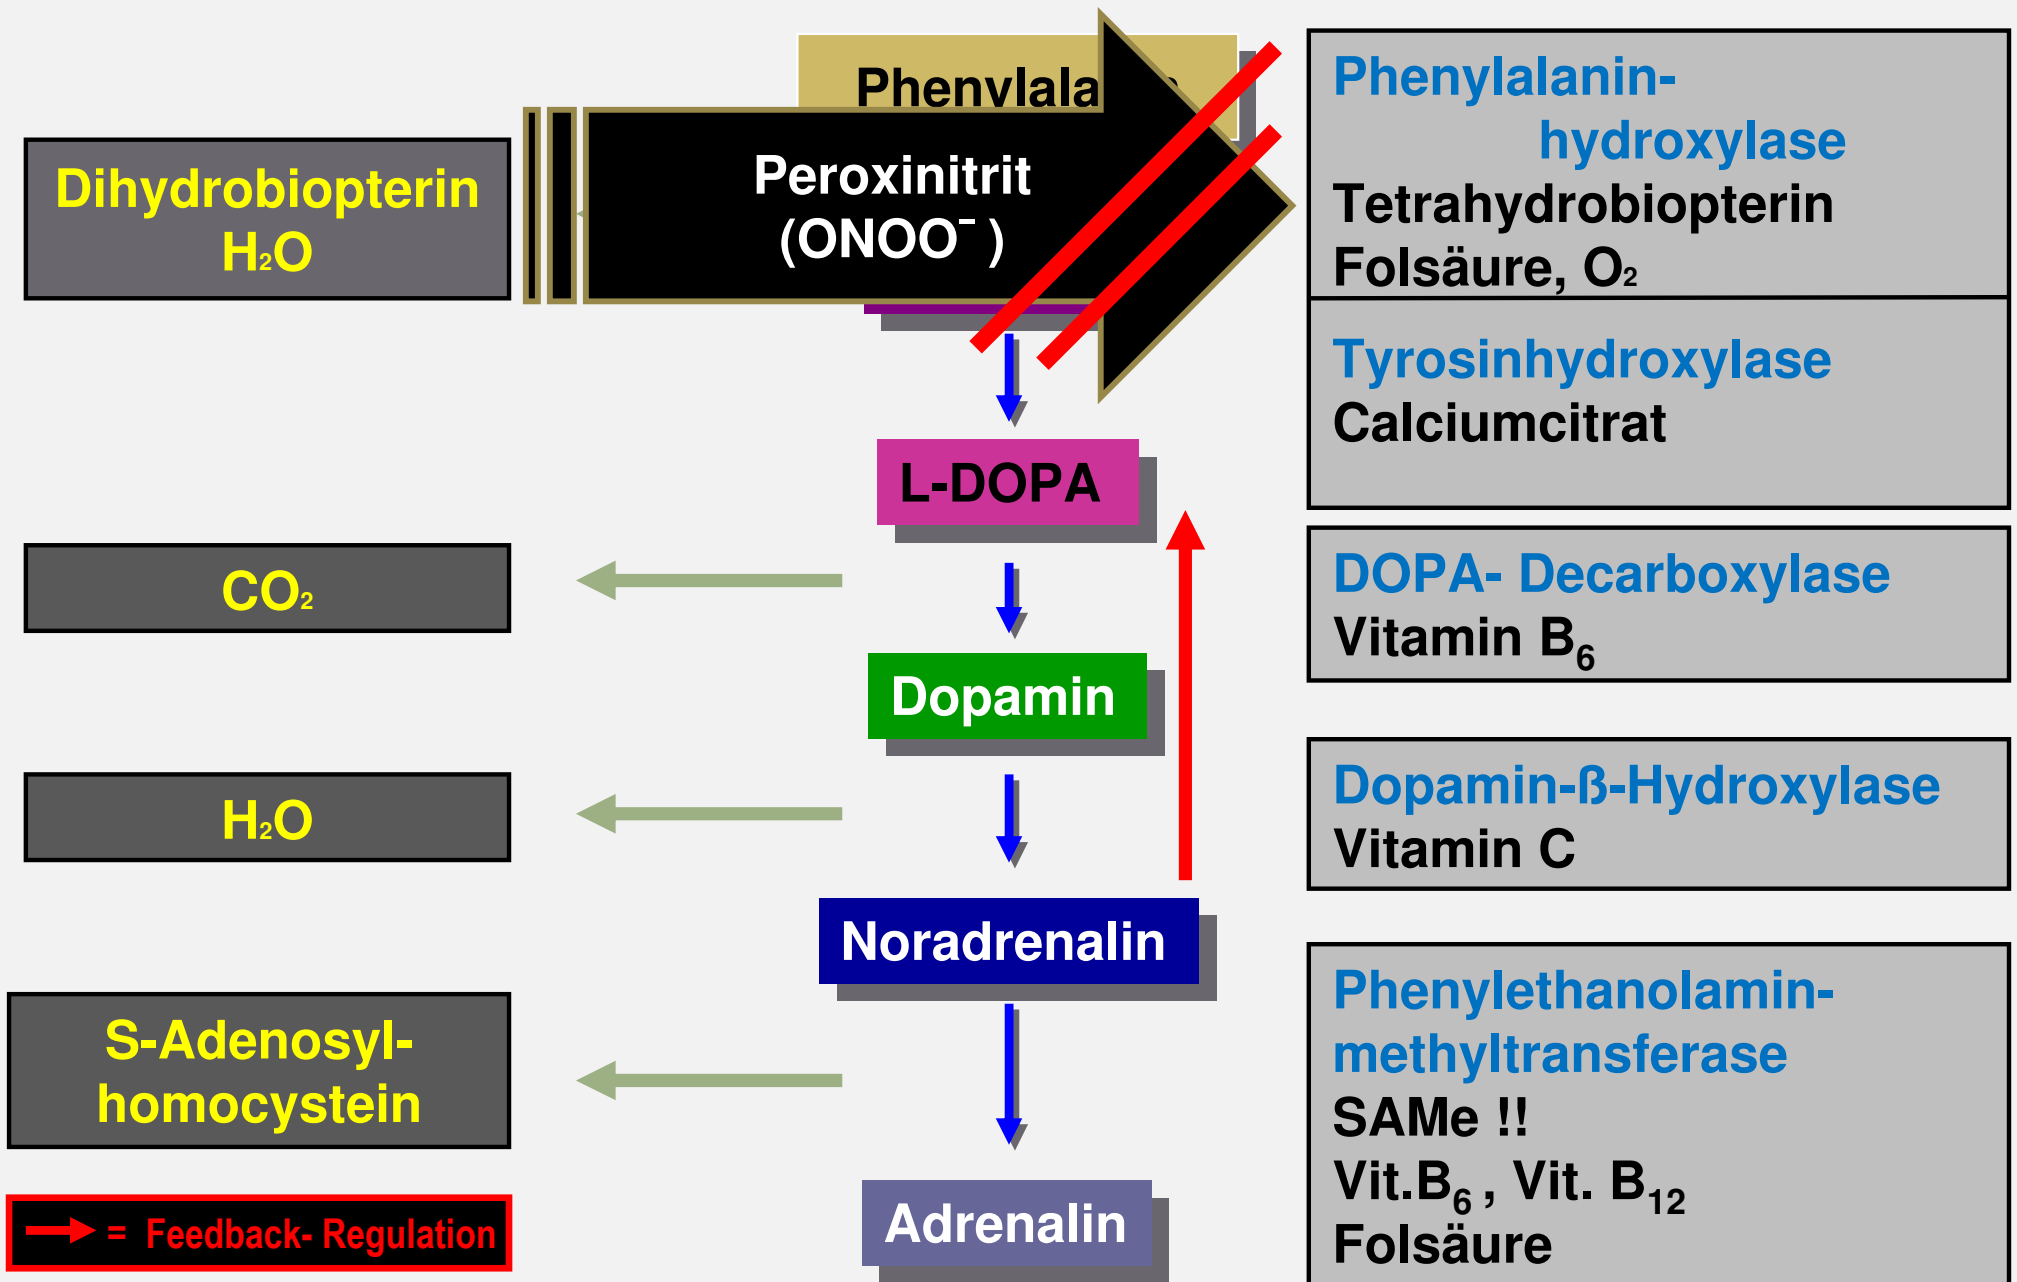 Dihydrobiopterin
H₂O
CO₂
H₂O
S-Adenosyl-
homocystein
= Feedback- Regulation
Peroxinitrit
(ONOO⁻ )
L-DOPA
Dopamin
Noradrenalin
Adrenalin
Phenylalanin-
hydroxylase
Tetrahydrobiopterin
Folsäure, O₂
Tyrosinhydroxylase
Calciumcitrat
DOPA- Decarboxylase
Vitamin B₆
Dopamin-ß-Hydroxylase
Vitamin C
Phenylethanolamin-
methyltransferase
SAMe !!
Vit.B₆ , Vit. B₁₂
Folsäure